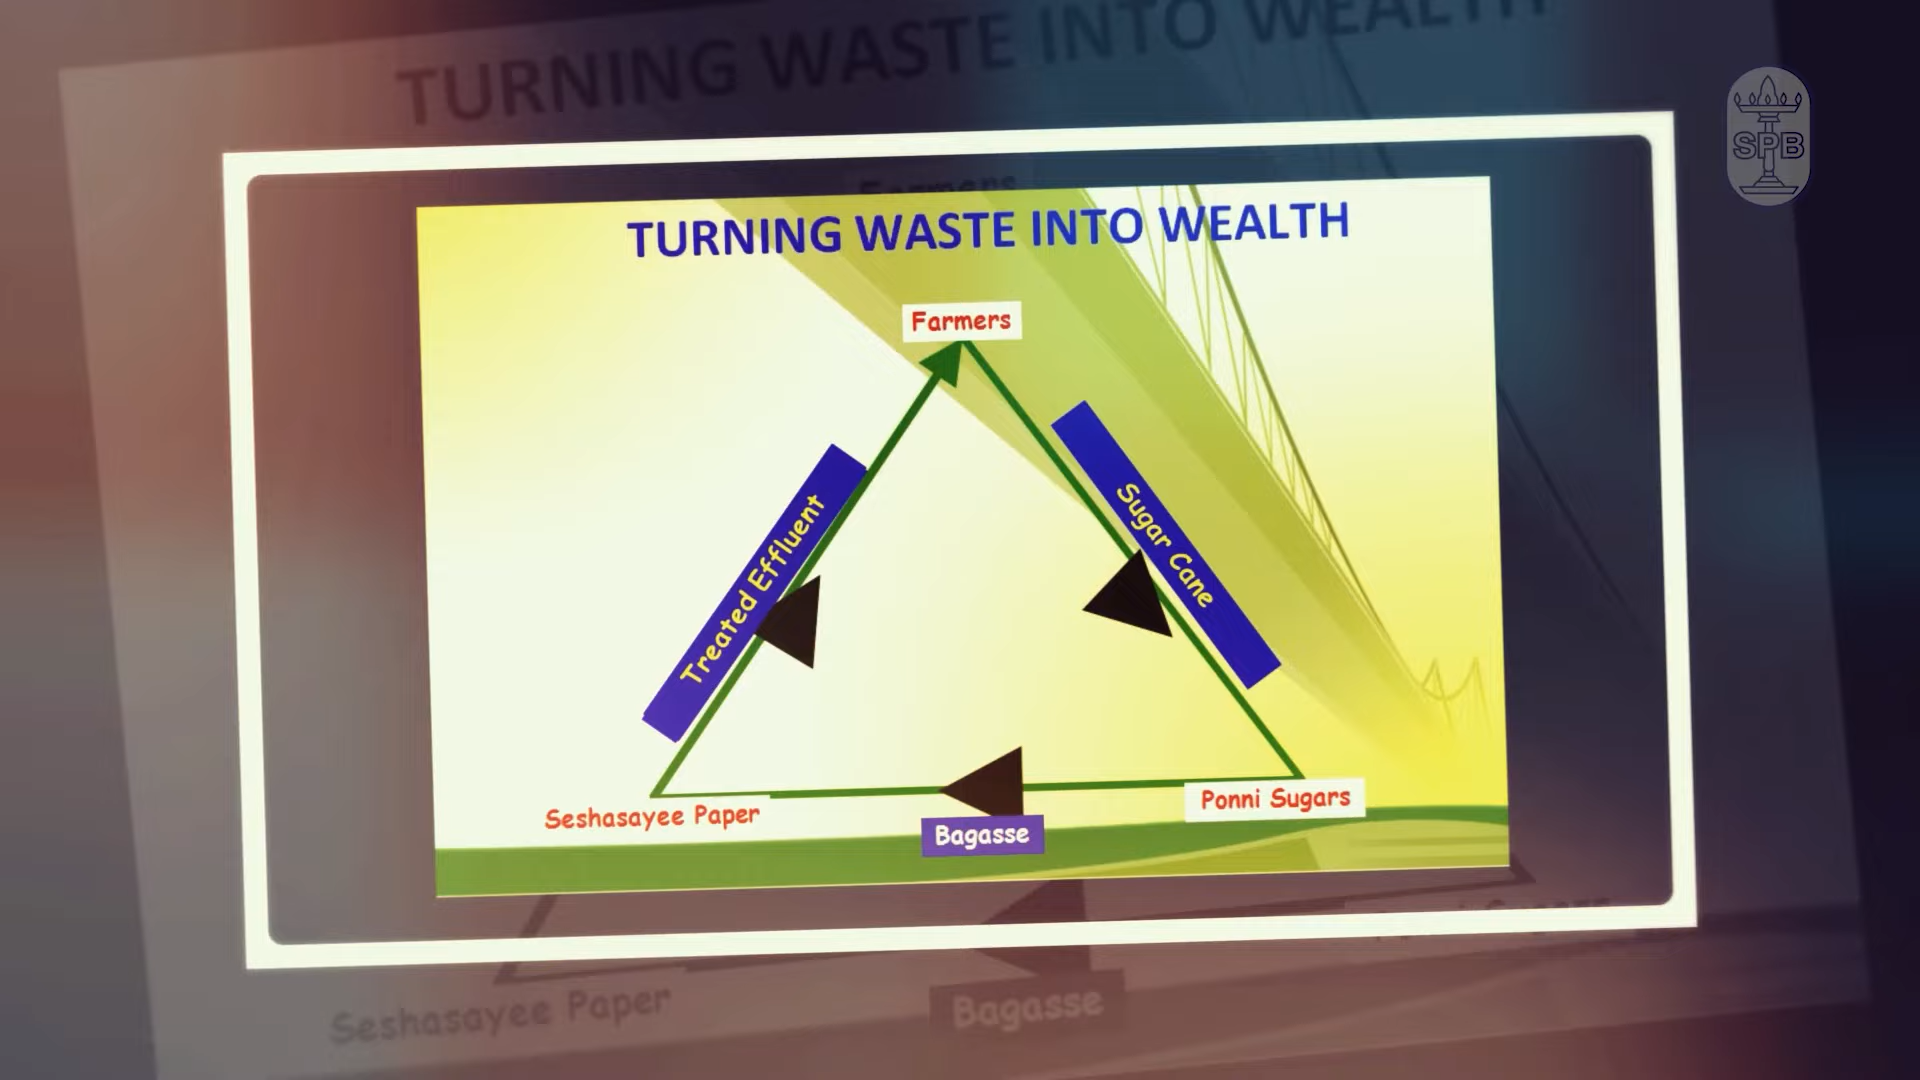 TURNING WASTE INTO WEALTH
SPB
Farmers
TURNING WASTE INTO WEALTH
Farmers
Treated Effluent
Sugar Cane
Seshasayee Paper
Ponni Sugars
Bagasse
Seshasayee Paper
Bagasse